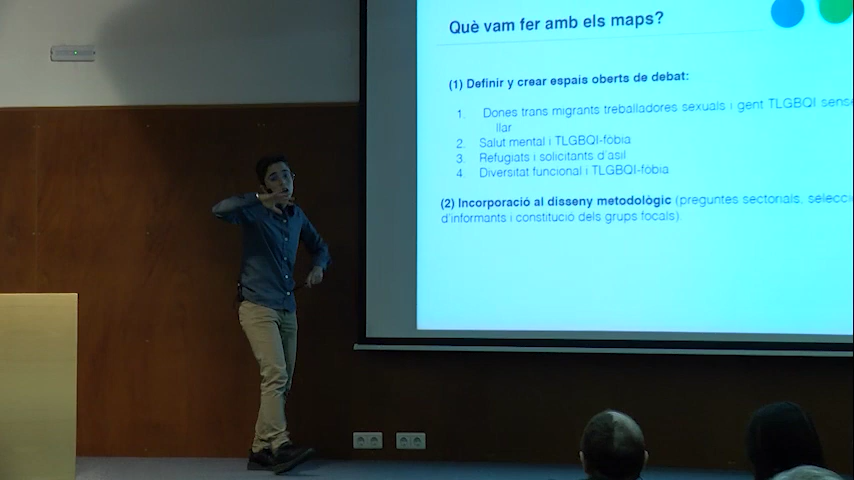 Què vam fer amb els maps?
(1) Definir y crear espais oberts de debat:
1. Dones trans migrants treballadores sexuals i gent TLGBQI sense
llar
2. Salut mental i TLGBQI-fòbia
3. Refugiats i solicitants d'asil
4. Diversitat funcional i TLGBQI-fòbia
(2) Incorporació al disseny metodològic (preguntes sectorials, selecci
d'informants i constitució dels grups focals).